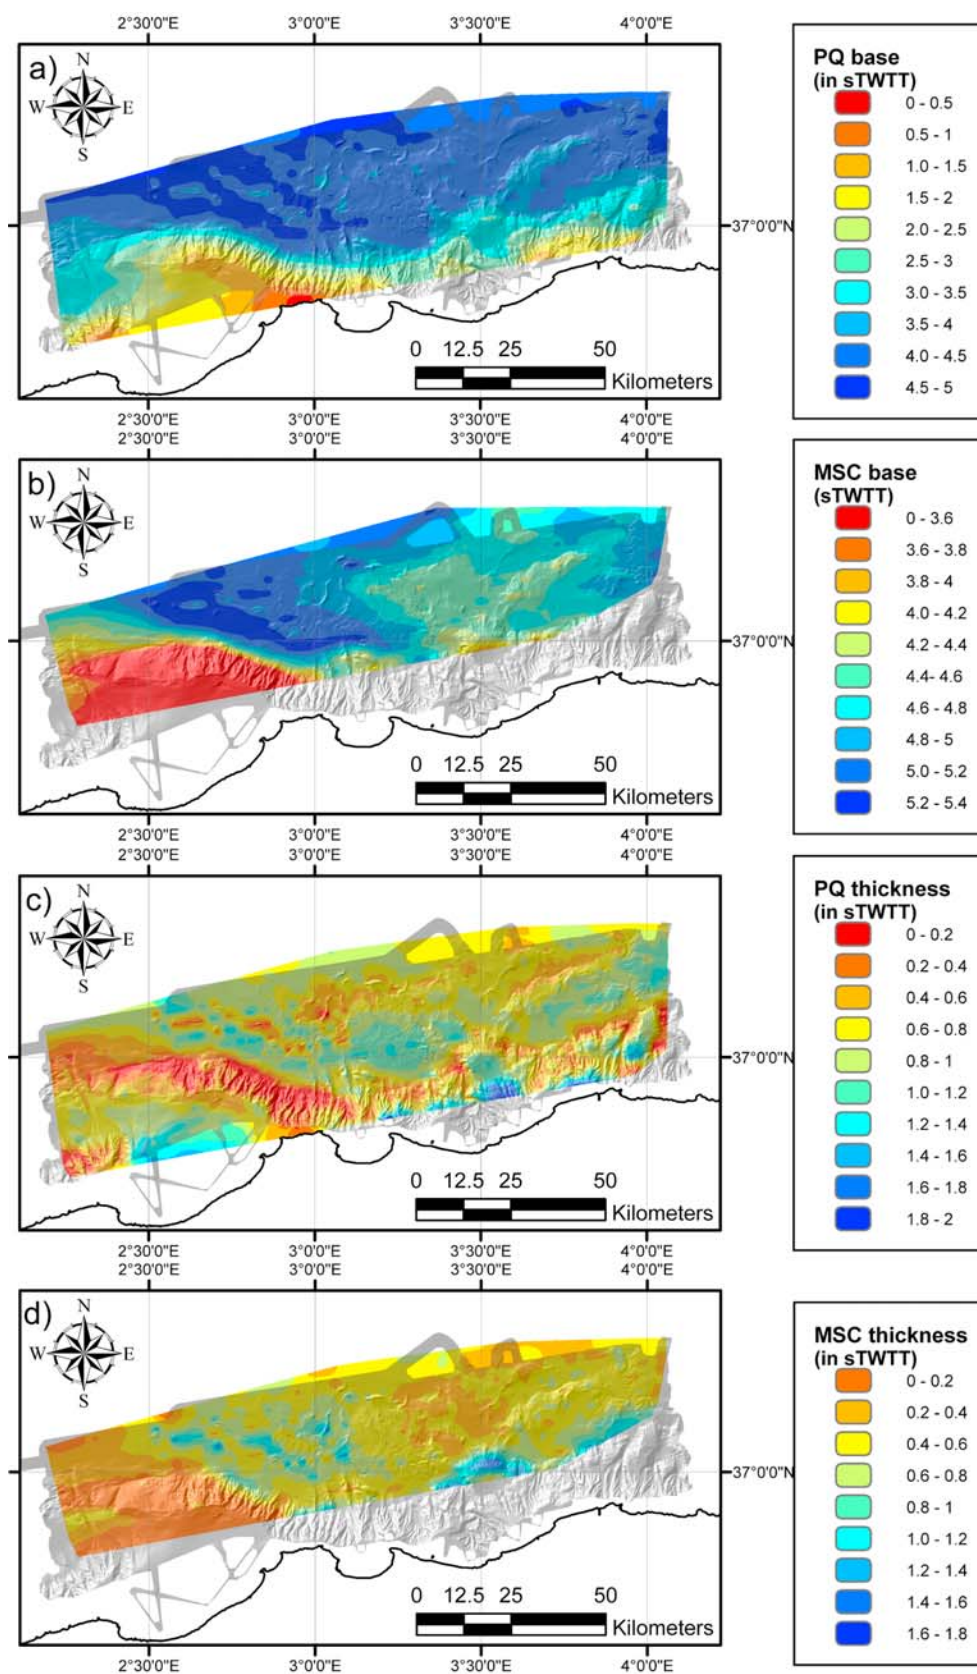 2°30'0"E 3°0'0"E 3°30'0"E 4°0'0"E
a)
N
W E
S
37°0'0"N
0 12.5 25 50
Kilometers
PQ base
(in sTWTT)
0 - 0.5
0.5 - 1
1.0 - 1.5
1.5 - 2
2.0 - 2.5
2.5 - 3
3.0 - 3.5
3.5 - 4
4.0 - 4.5
4.5 - 5
2°30'0"E 3°0'0"E 3°30'0"E 4°0'0"E
2°30'0"E 3°0'0"E 3°30'0"E 4°0'0"E
b)
N
W E
S
37°0'0"N
0 12.5 25 50
Kilometers
MSC base
(sTWTT)
0 - 3.6
3.6 - 3.8
3.8 - 4
4.0 - 4.2
4.2 - 4.4
4.4- 4.6
4.6 - 4.8
4.8 - 5
5.0 - 5.2
5.2 - 5.4
2°30'0"E 3°0'0"E 3°30'0"E 4°0'0"E
2°30'0"E 3°0'0"E 3°30'0"E 4°0'0"E
c)
N
W E
S
37°0'0"N
0 12.5 25 50
Kilometers
PQ thickness
(in sTWTT)
0 - 0.2
0.2 - 0.4
0.4 - 0.6
0.6 - 0.8
0.8 - 1
1.0 - 1.2
1.2 - 1.4
1.4 - 1.6
1.6 - 1.8
1.8 - 2
2°30'0"E 3°0'0"E 3°30'0"E 4°0'0"E
2°30'0"E 3°0'0"E 3°30'0"E 4°0'0"E
d)
N
W E
S
37°0'0"N
0 12.5 25 50
Kilometers
MSC thickness
(in sTWTT)
0 - 0.2
0.2 - 0.4
0.4 - 0.6
0.6 - 0.8
0.8 - 1
1.0 - 1.2
1.2 - 1.4
1.4 - 1.6
1.6 - 1.8
2°30'0"E 3°0'0"E 3°30'0"E 4°0'0"E